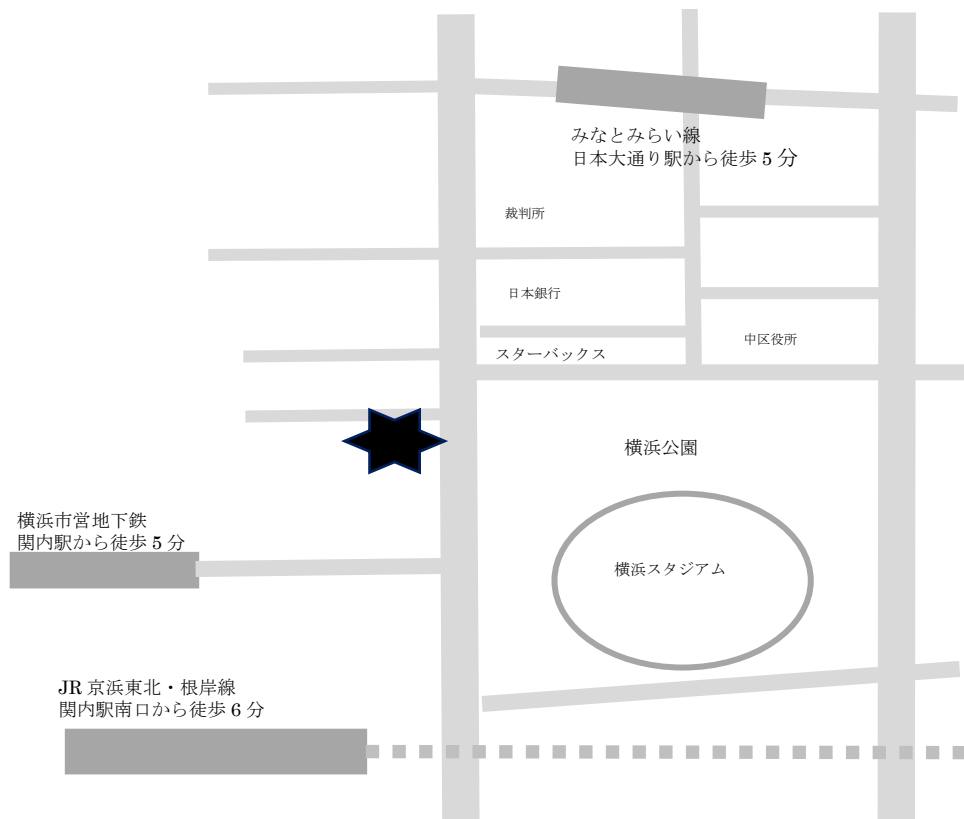 みなとみらい線
日本大通り駅から徒歩 5 分
裁判所
日本銀行
中区役所
スターバックス
横浜公園
横浜市営地下鉄
関内駅から徒歩 5 分
横浜スタジアム
JR 京浜東北・根岸線
関内駅南口から徒歩 6 分